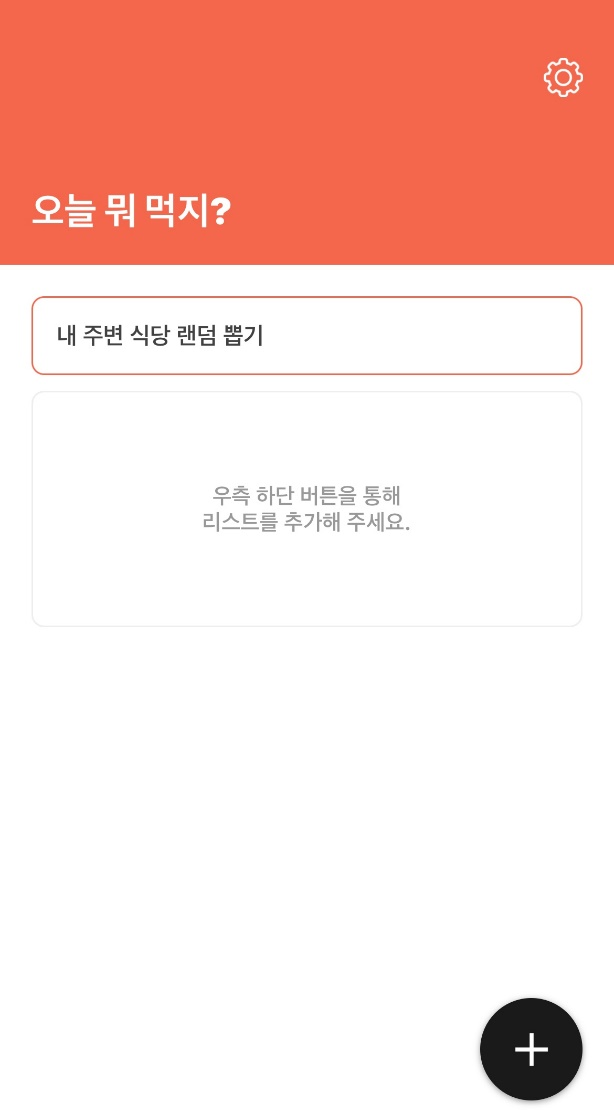 오늘 뭐 먹지?
내 주변 식당 랜덤 뽑기
우측 하단 버튼을 통해
리스트를 추가해 주세요.